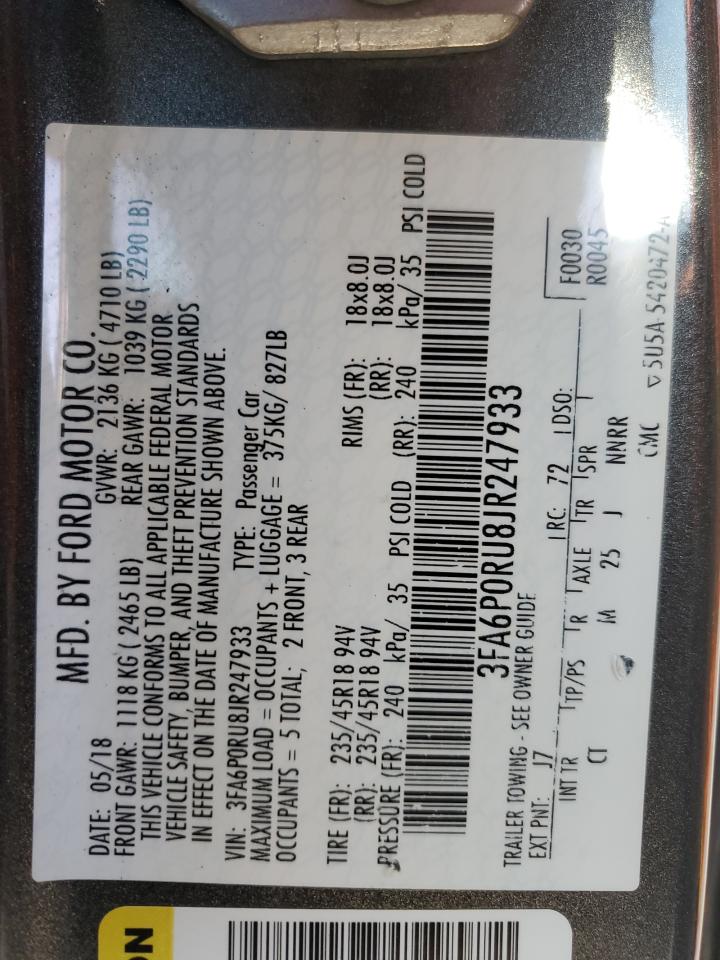 MFD. BY FORD MOTOR CO.
DATE: 05/18 GVWR: 2136 KG ( 4710 LB)
FRONT GAWR: 1118 KG ( 2465 LB) REAR GAWR: 1039 KG ( 2290 LB)
THIS VEHICLE CONFORMS TO ALL APPLICABLE FEDERAL MOTOR
VEHICLE SAFETY, BUMPER, AND THEFT PREVENTION STANDARDS
IN EFFECT ON THE DATE OF MANUFACTURE SHOWN ABOVE.
VIN: 3FA6P0RU8JR247933 TYPE: Passenger Car
MAXIMUM LOAD = OCCUPANTS + LUGGAGE = 375KG/ 827LB
OCCUPANTS = 5 TOTAL; 2 FRONT, 3 REAR
TIRE (FR): 235/45R18 94V RIMS (FR): 18x8.0J
(RR): 235/45R18 94V (RR): 18x8.0J
PRESSURE (FR): 240 kPa/ 35 PSI COLD (RR): 240 kPa/ 35 PSI COLD
3FA6P0RU8JR247933
TRAILER TOWING - SEE OWNER GUIDE
EXT PNT: J7 RC: 72 DSO: F0030
INT TR TP/PS R AXLE TR SPR R0045
CT M 25 J NNRR
CMC ▽ 5U5A-5420472-A
ON